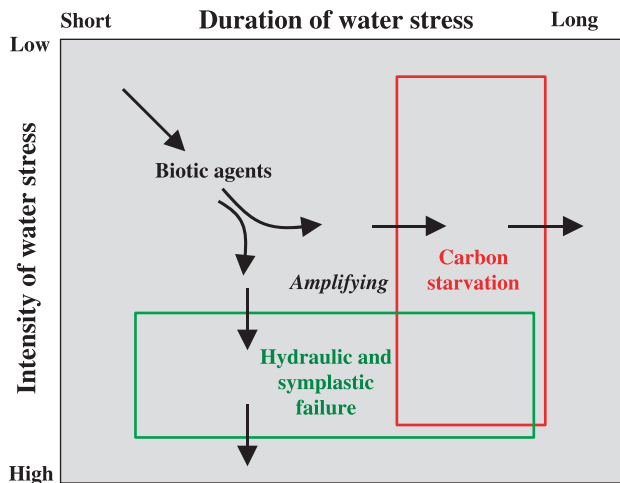 Duration of water stress
Short
Long
Low
Intensity of water stress
High
Biotic agents
Amplifying
Carbon
starvation
Hydraulic and
symplastic
failure